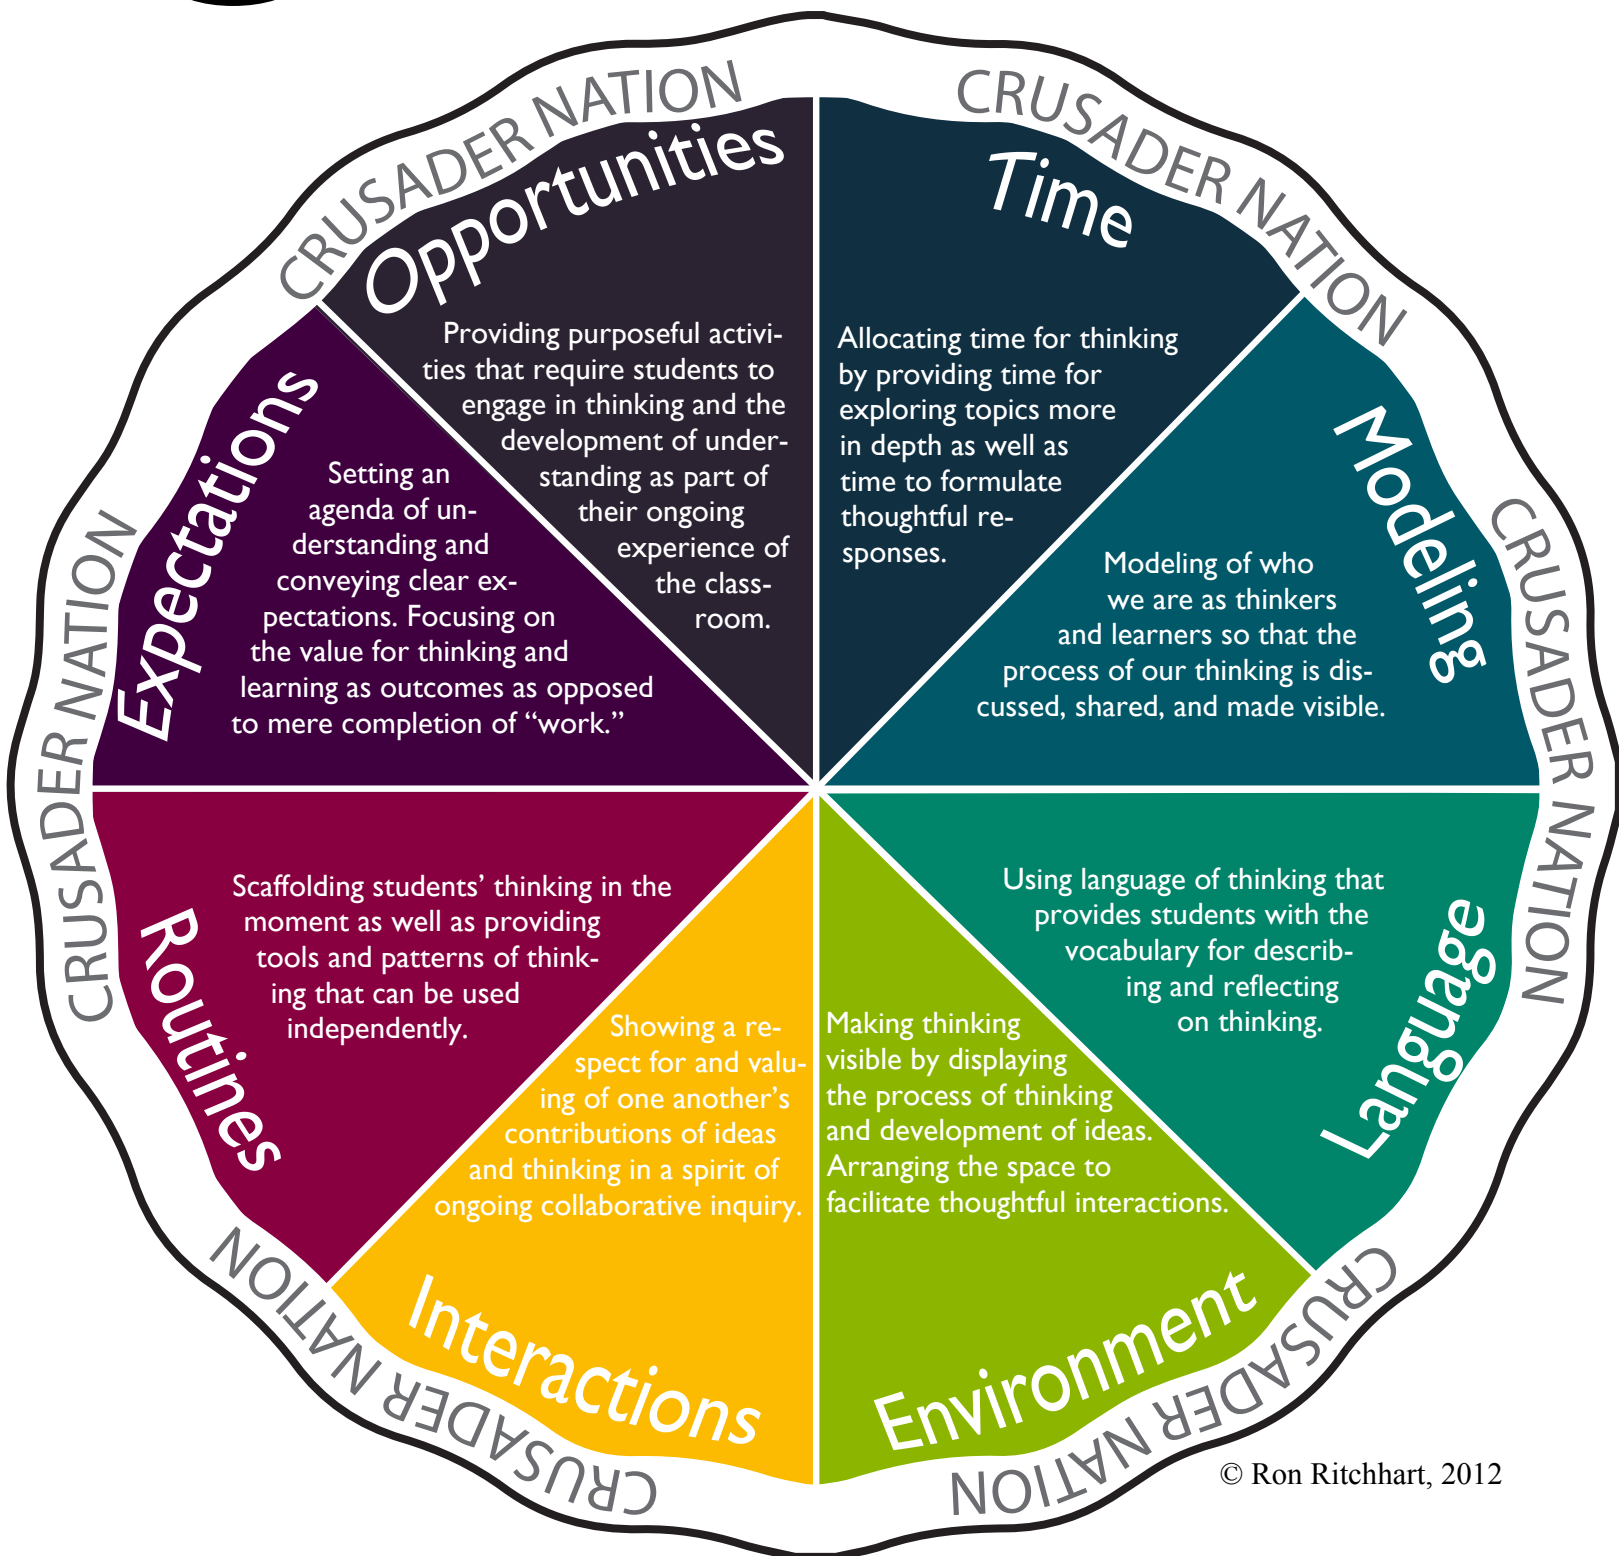 CRUSADER NATION
CRUSADER NATION
Opportunities
Providing purposeful activi-
ties that require students to
engage in thinking and the
development of under-
standing as part of
their ongoing
experience of
the class-
room.
Time
Allocating time for thinking
by providing time for
exploring topics more
in depth as well as
time to formulate
thoughtful re-
sponses.
Modeling
Modeling of who
we are as thinkers
and learners so that the
process of our thinking is dis-
cussed, shared, and made visible.
CRUSADER NATION
Language
Using language of thinking that
provides students with the
vocabulary for describ-
ing and reflecting
on thinking.
CRUSADER NATION
Environment
Making thinking
visible by displaying
the process of thinking
and development of ideas.
Arranging the space to
facilitate thoughtful interactions.
Interactions
Showing a re-
spect for and valu-
ing of one another’s
contributions of ideas
and thinking in a spirit of
ongoing collaborative inquiry.
CRUSADER NATION
Routines
Scaffolding students’ thinking in the
moment as well as providing
tools and patterns of think-
ing that can be used
independently.
CRUSADER NATION
Expectations
Setting an
agenda of un-
derstanding and
conveying clear ex-
pectations. Focusing on
the value for thinking and
learning as outcomes as opposed
to mere completion of “work.”
© Ron Ritchhart, 2012